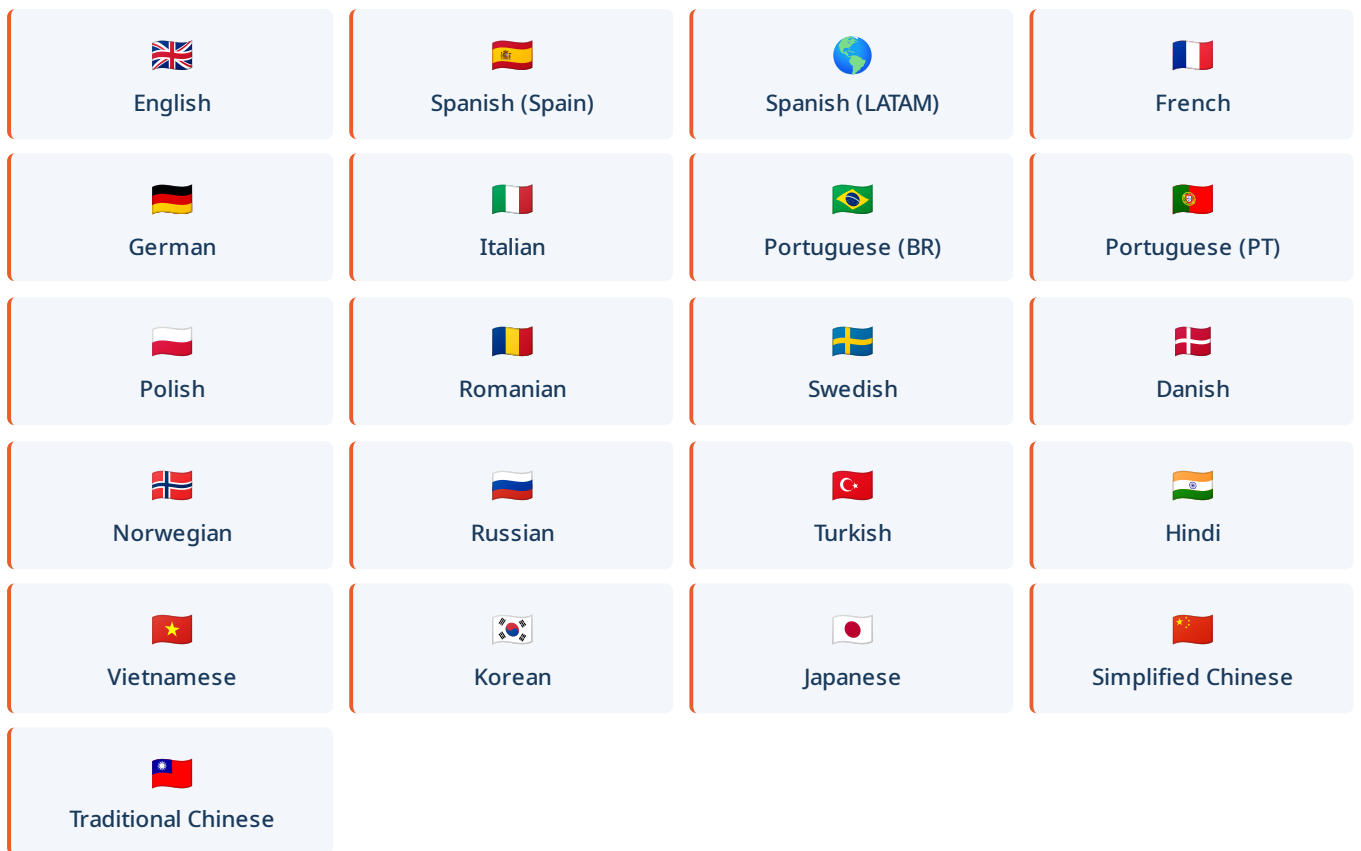 English
Spanish (Spain)
Spanish (LATAM)
French
German
Italian
Portuguese (BR)
Portuguese (PT)
Polish
Romanian
Swedish
Danish
Norwegian
Russian
Turkish
Hindi
Vietnamese
Korean
Japanese
Simplified Chinese
Traditional Chinese